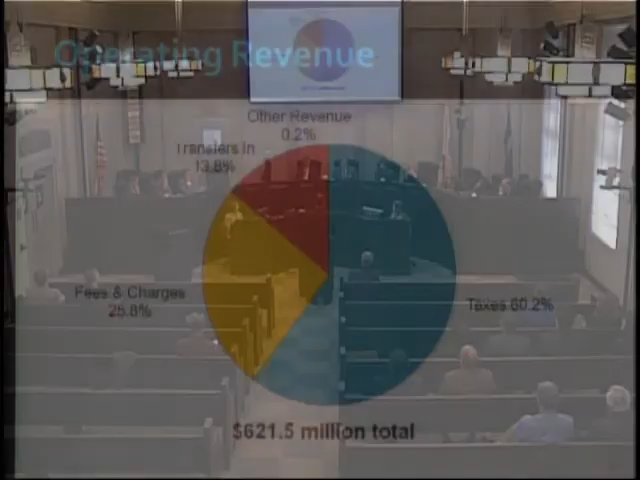 Operating Revenue
Other Revenue
0.2%
Transfers In
13.8%
Fees & Charges
25.8%
Taxes 60.2%
$621.5 million total